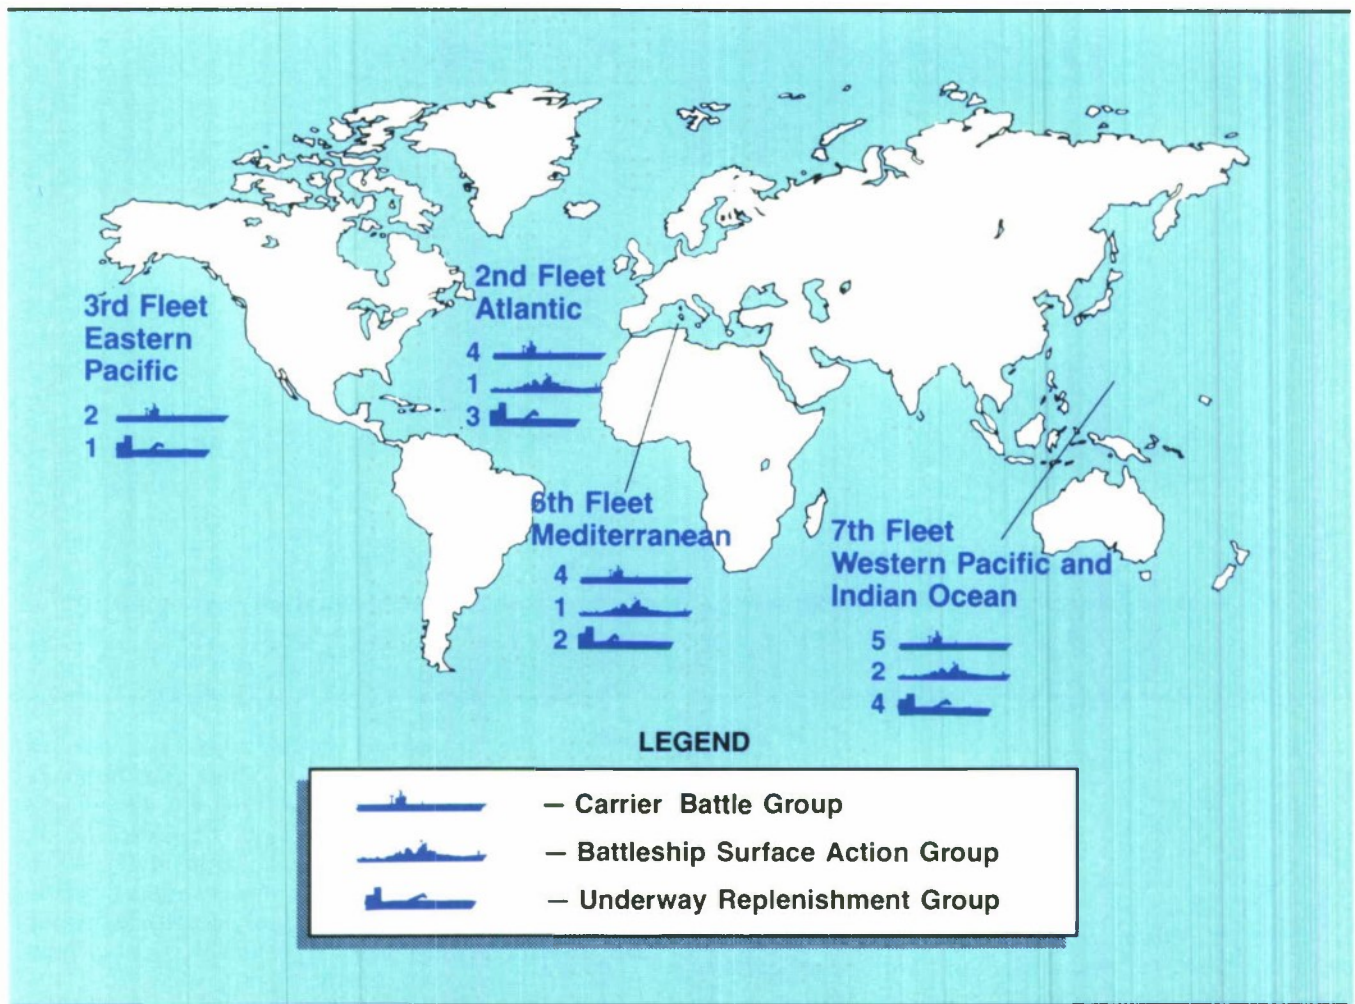 2nd Fleet
Atlantic
4
1
3
3rd Fleet
Eastern
Pacific
2
1
6th Fleet
Mediterranean
4
1
2
7th Fleet
Western Pacific and
Indian Ocean
5
2
4
LEGEND
– Carrier Battle Group
– Battleship Surface Action Group
– Underway Replenishment Group